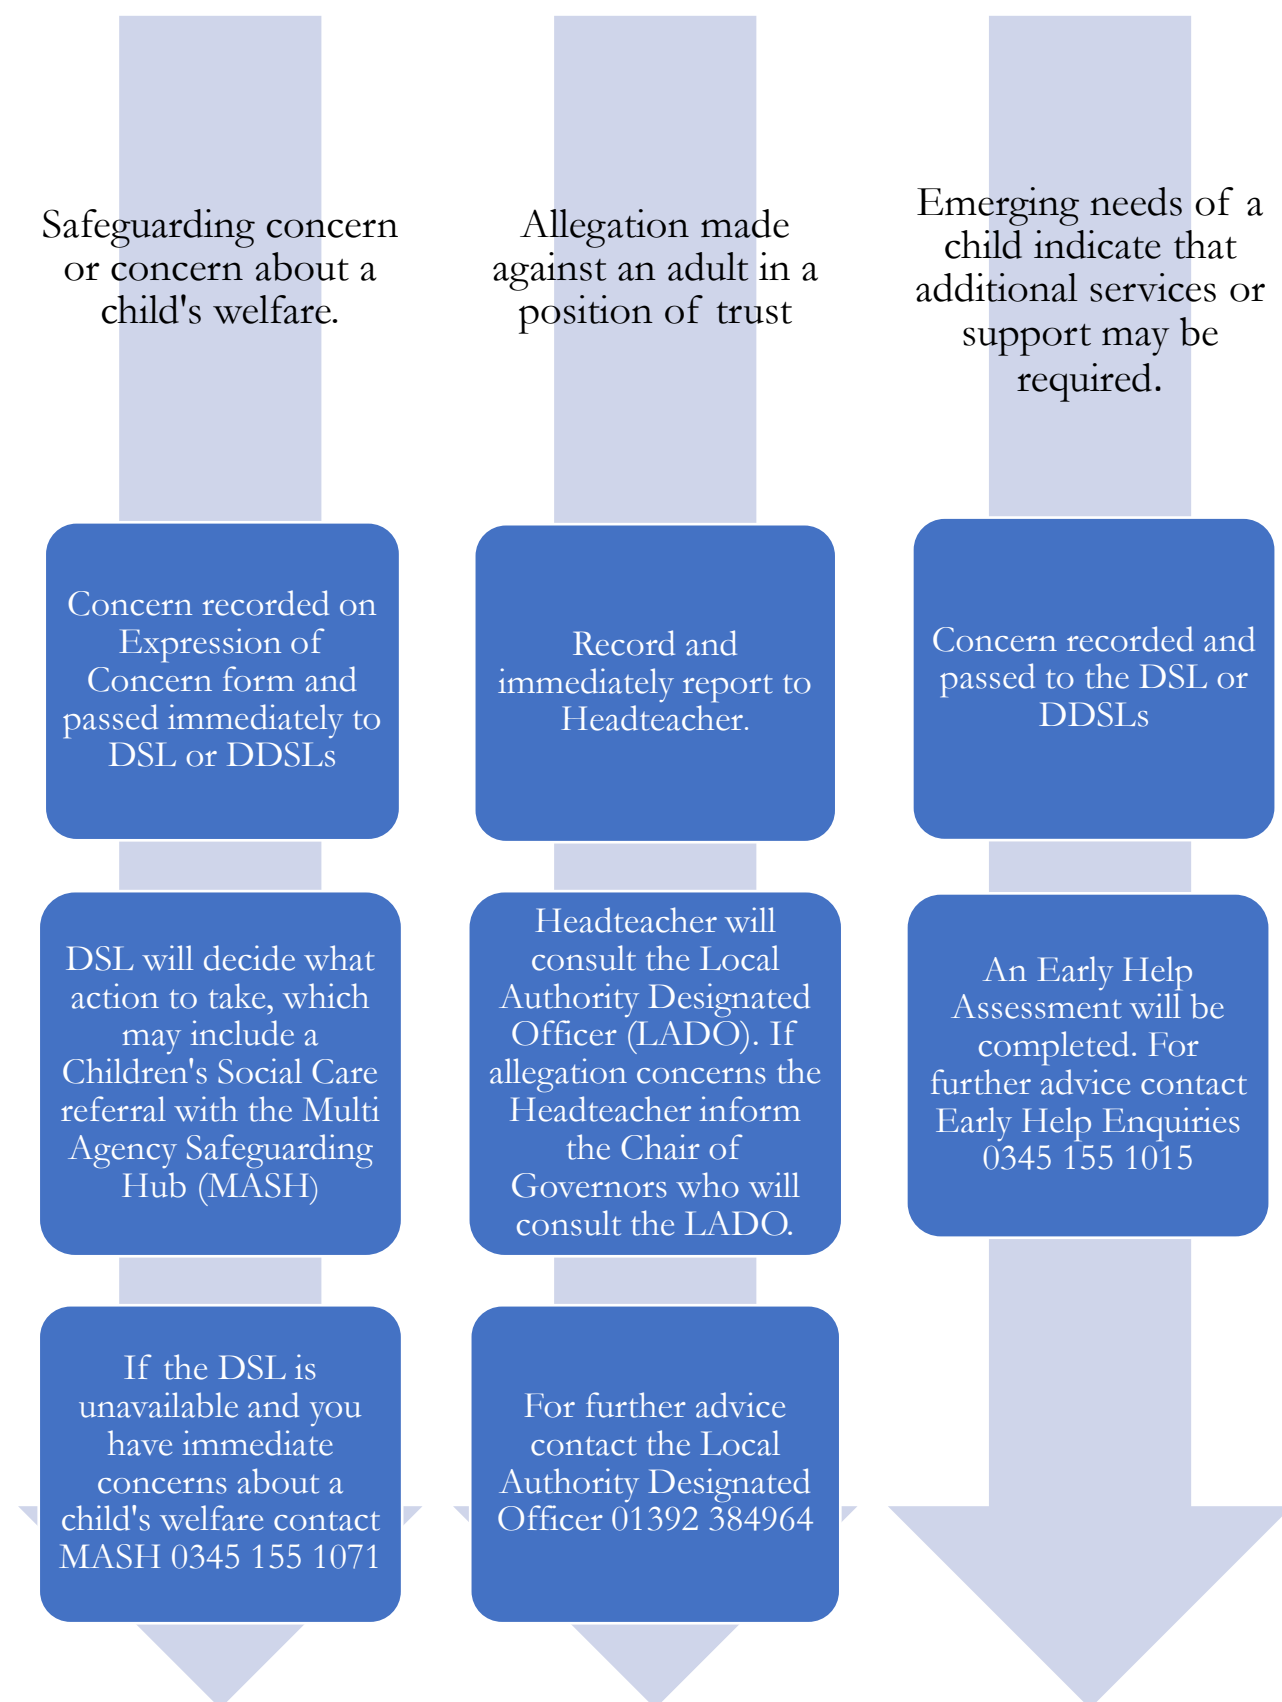 Safeguarding concern
or concern about a
child's welfare.
Concern recorded on
Expression of
Concern form and
passed immediately to
DSL or DDSLs
DSL will decide what
action to take, which
may include a
Children's Social Care
referral with the Multi
Agency Safeguarding
Hub (MASH)
If the DSL is
unavailable and you
have immediate
concerns about a
child's welfare contact
MASH 0345 155 1071
Allegation made
against an adult in a
position of trust
Record and
immediately report to
Headteacher.
Headteacher will
consult the Local
Authority Designated
Officer (LADO). If
allegation concerns the
Headteacher inform
the Chair of
Governors who will
consult the LADO.
For further advice
contact the Local
Authority Designated
Officer 01392 384964
Emerging needs of a
child indicate that
additional services or
support may be
required.
Concern recorded and
passed to the DSL or
DDSLs
An Early Help
Assessment will be
completed. For
further advice contact
Early Help Enquiries
0345 155 1015